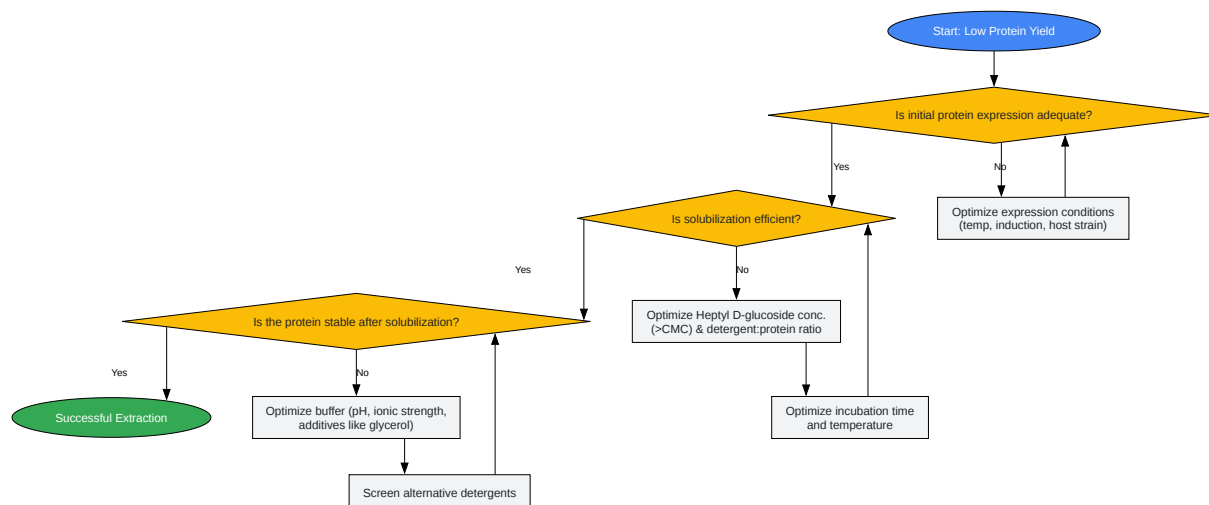 Start: Low Protein Yield
Is initial protein expression adequate?
Yes
No
Is solubilization efficient?
Optimize expression conditions
(temp, induction, host strain)
Yes
No
Is the protein stable after solubilization?
Optimize Heptyl D-glucoside conc.
(>CMC) & detergent:protein ratio
Yes
No
Successful Extraction
Optimize buffer (pH, ionic strength,
additives like glycerol)
Optimize incubation time
and temperature
Screen alternative detergents